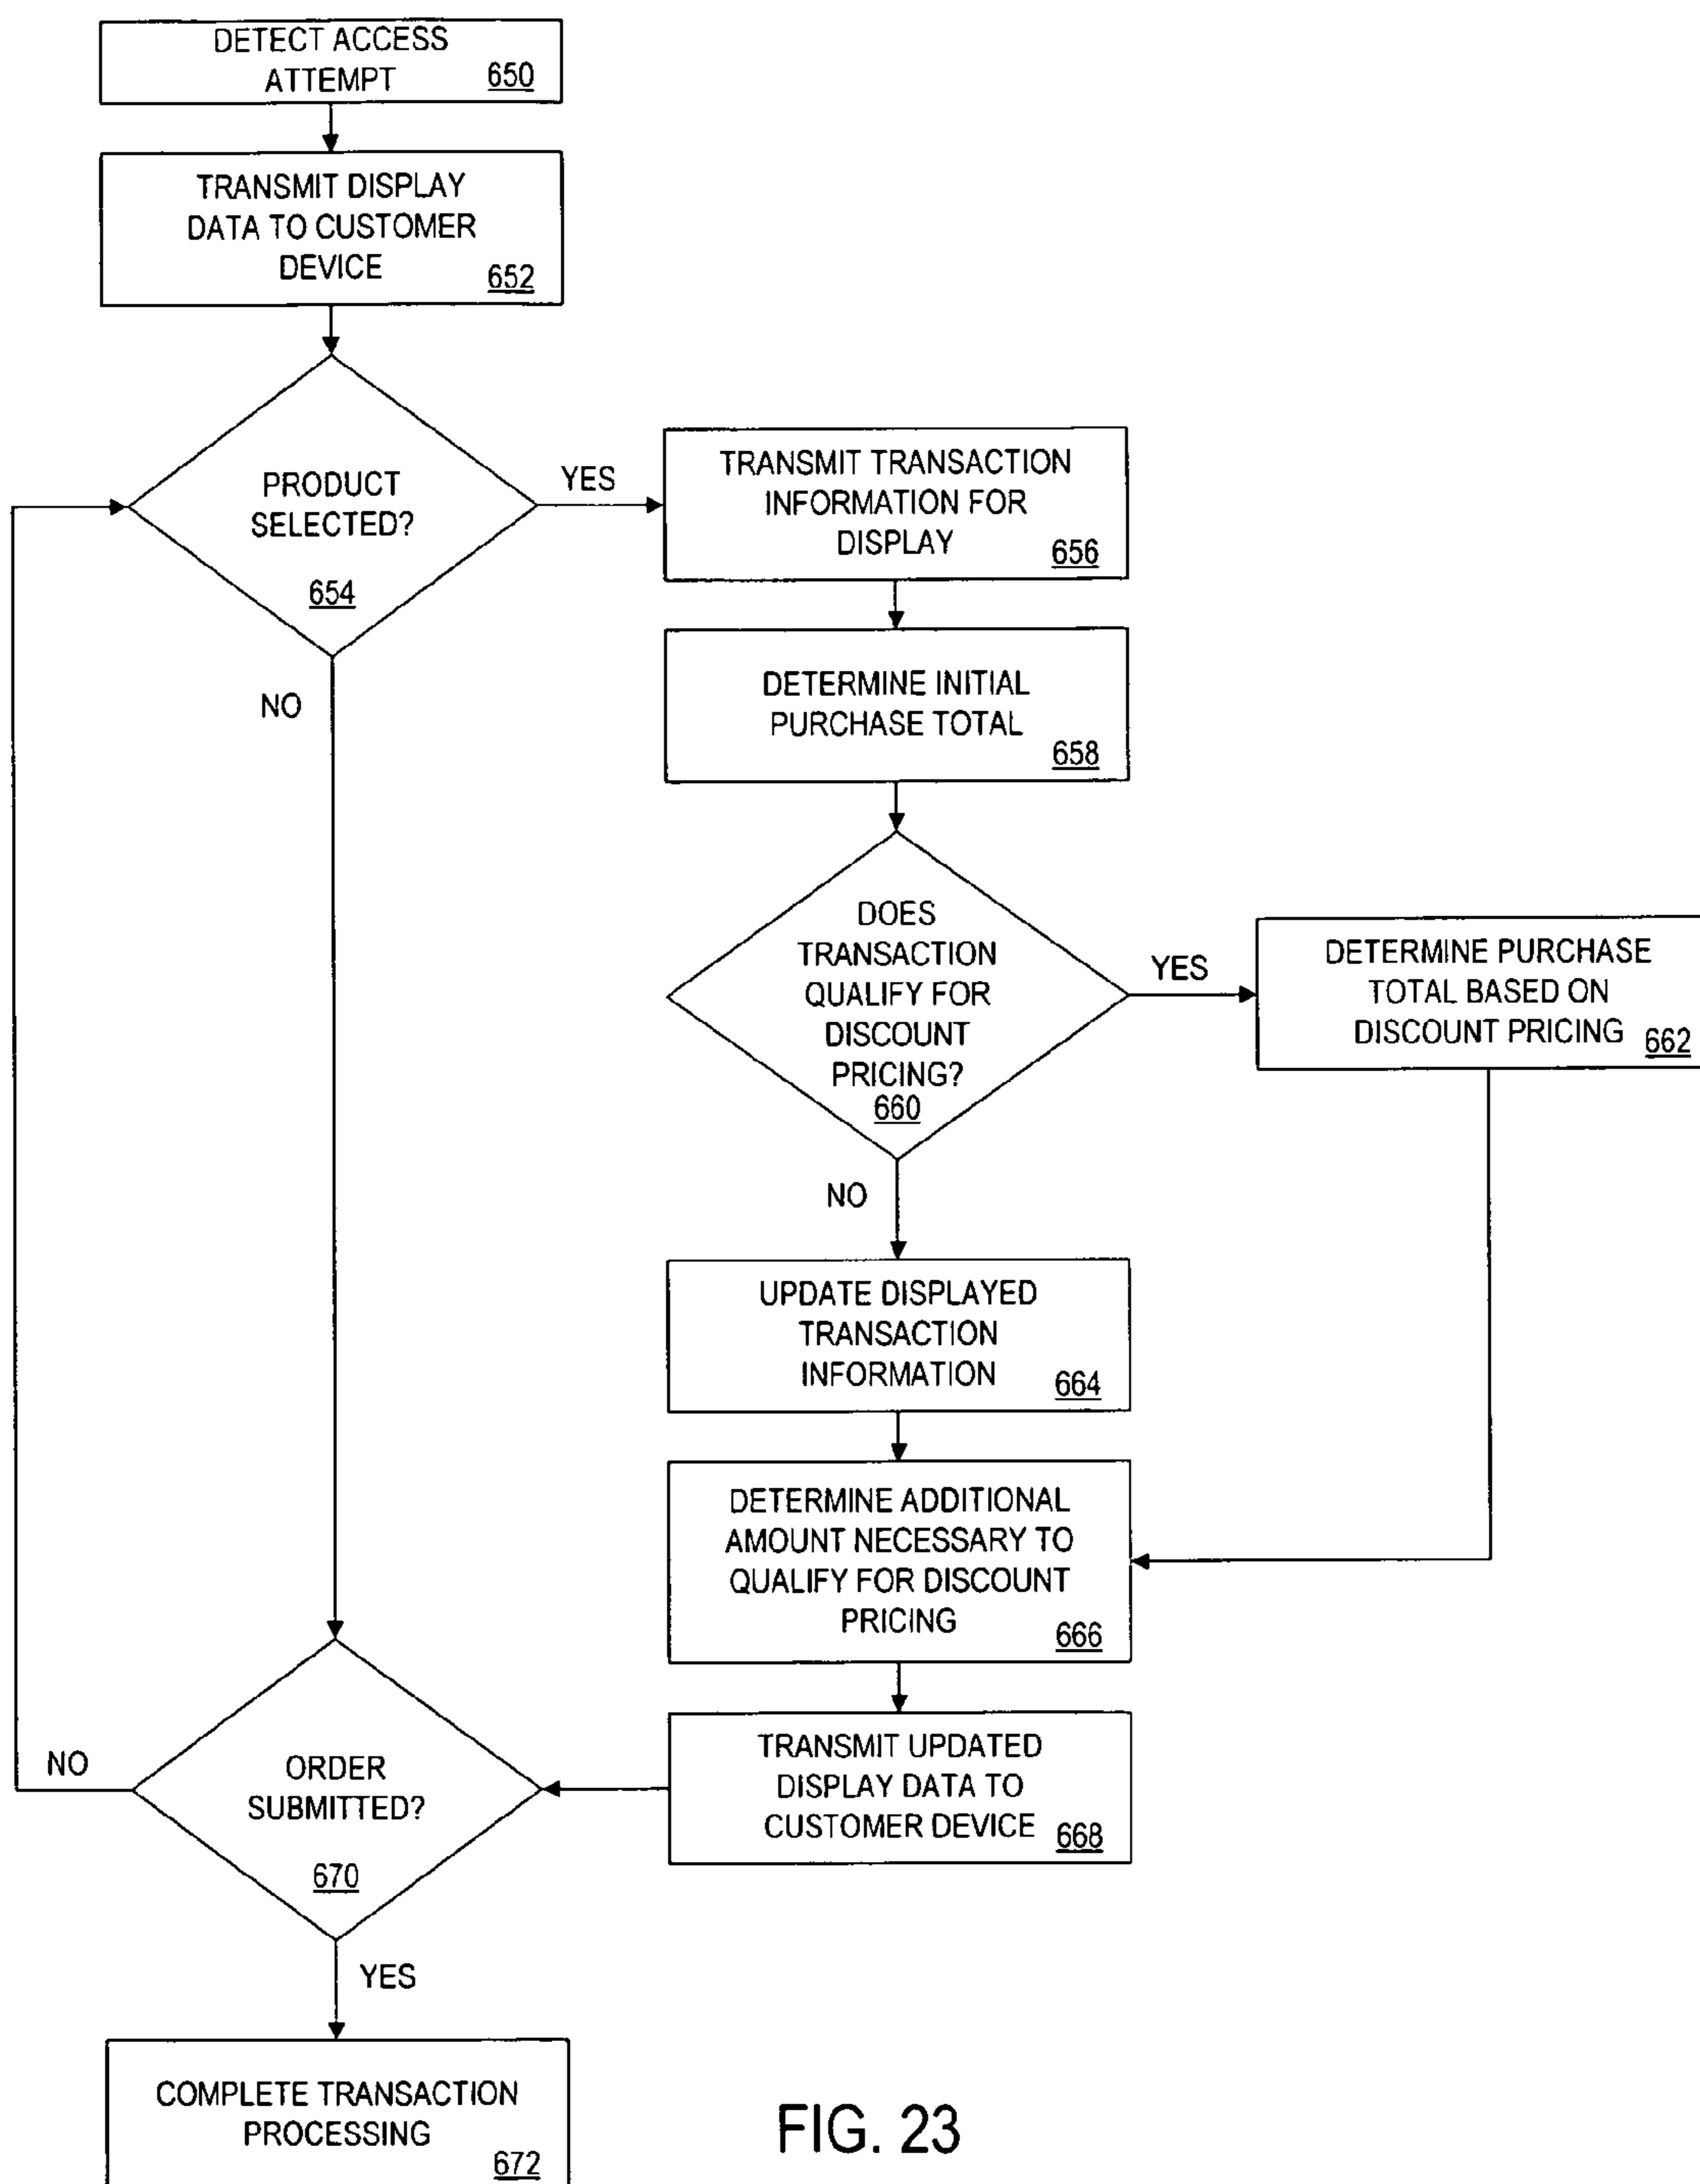 DETECT ACCESS
ATTEMPT 650
TRANSMIT DISPLAY
DATA TO CUSTOMER
DEVICE 652
PRODUCT
SELECTED?
654
YES
NO
TRANSMIT TRANSACTION
INFORMATION FOR
DISPLAY 656
DETERMINE INITIAL
PURCHASE TOTAL 658
DOES
TRANSACTION
QUALIFY FOR
DISCOUNT
PRICING?
660
YES
DETERMINE PURCHASE
TOTAL BASED ON
DISCOUNT PRICING 662
NO
UPDATE DISPLAYED
TRANSACTION
INFORMATION 664
DETERMINE ADDITIONAL
AMOUNT NECESSARY TO
QUALIFY FOR DISCOUNT
PRICING 666
TRANSMIT UPDATED
DISPLAY DATA TO
CUSTOMER DEVICE 668
NO
ORDER
SUBMITTED?
670
YES
COMPLETE TRANSACTION
PROCESSING
672
FIG. 23